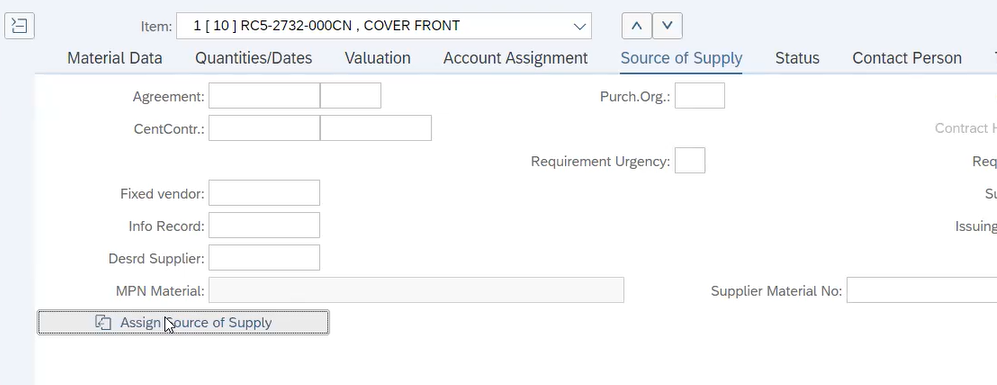 Item: 1 [ 10 ] RC5-2732-000CN , COVER FRONT
Material Data Quantities/Dates Valuation Account Assignment Source of Supply Status Contact Person
Agreement: Purch.Org.:
CentContr.: Contract H
Requirement Urgency: Req
Fixed vendor: Su
Info Record: Issuing
Desrd Supplier:
MPN Material: Supplier Material No:
Assign Source of Supply